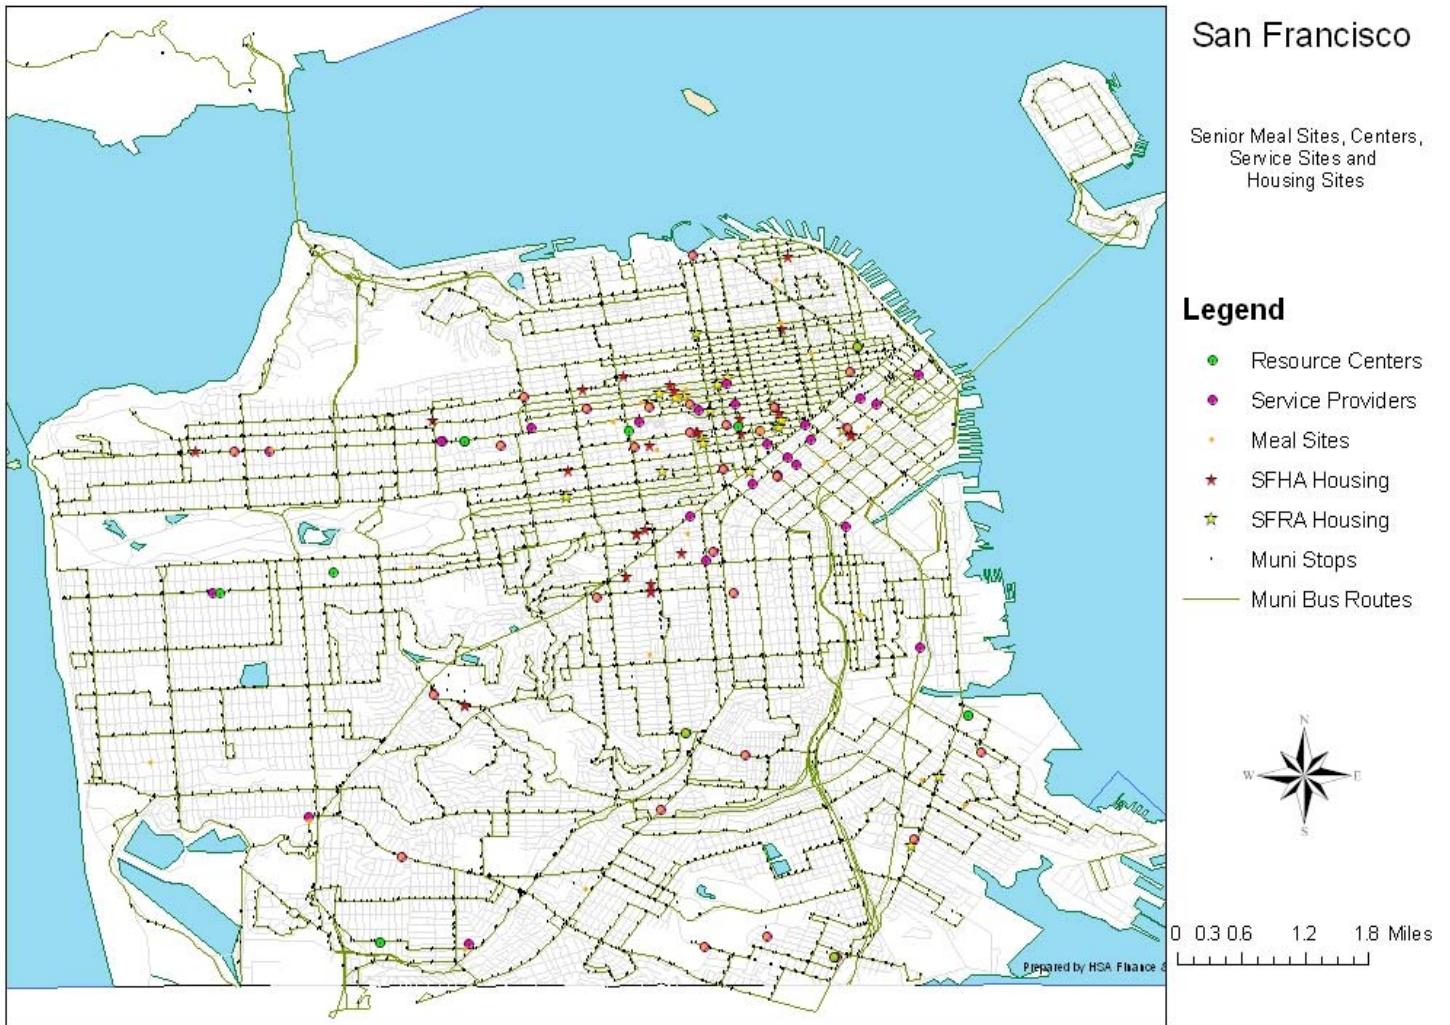 San Francisco
Senior Meal Sites, Centers,
Service Sites and
Housing Sites
Legend
Resource Centers
Service Providers
Meal Sites
SFHA Housing
SFRA Housing
Muni Stops
Muni Bus Routes
N
W E
S
0 0.3 0.6 1.2 1.8 Miles
Prepared by HSA Finance &